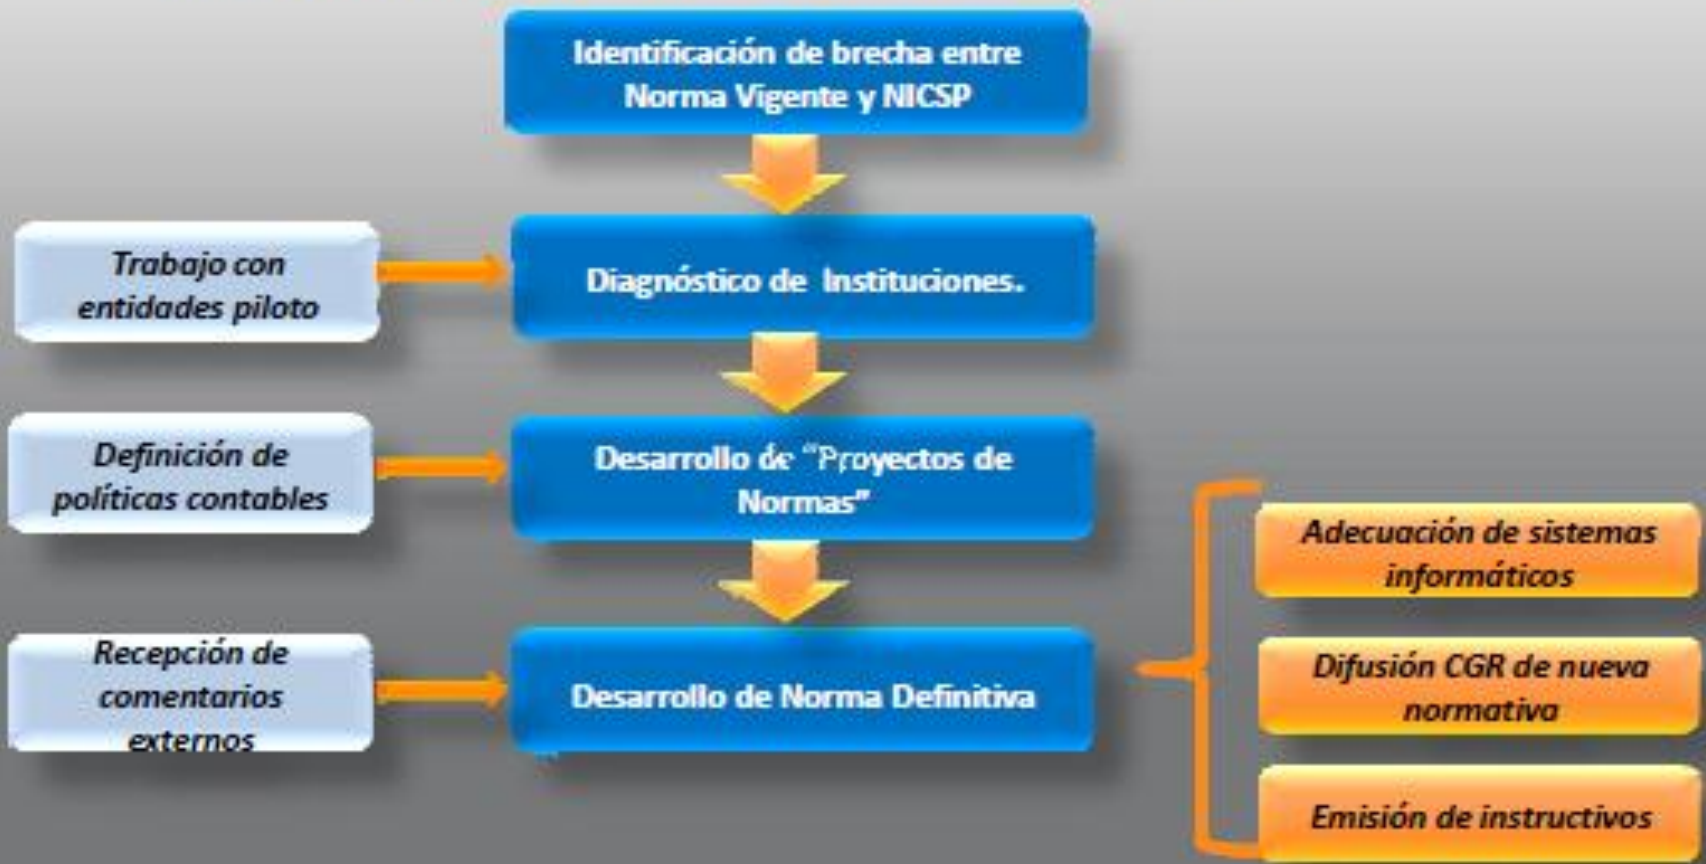 Identificación de brecha entre
Norma Vigente y NICSP
Trabajo con
entidades piloto
Diagnóstico de Instituciones.
Definición de
políticas contables
Desarrollo de “Proyectos de
Normas”
Recepción de
comentarios
externos
Desarrollo de Norma Definitiva
Adecuación de sistemas
informáticos
Difusión CGR de nueva
normativa
Emisión de instructivos